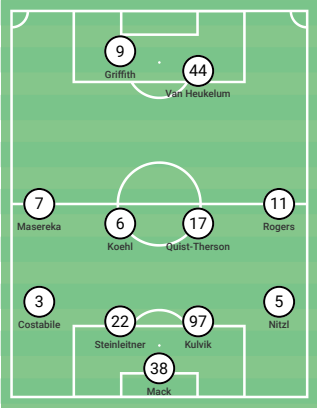 9
Griffith
44
Van Heukelum
7
Masereka
6
Koehl
17
Quist-Therson
11
Rogers
3
Costabile
22
Steinleitner
97
Kulvik
5
Nitzl
38
Mack